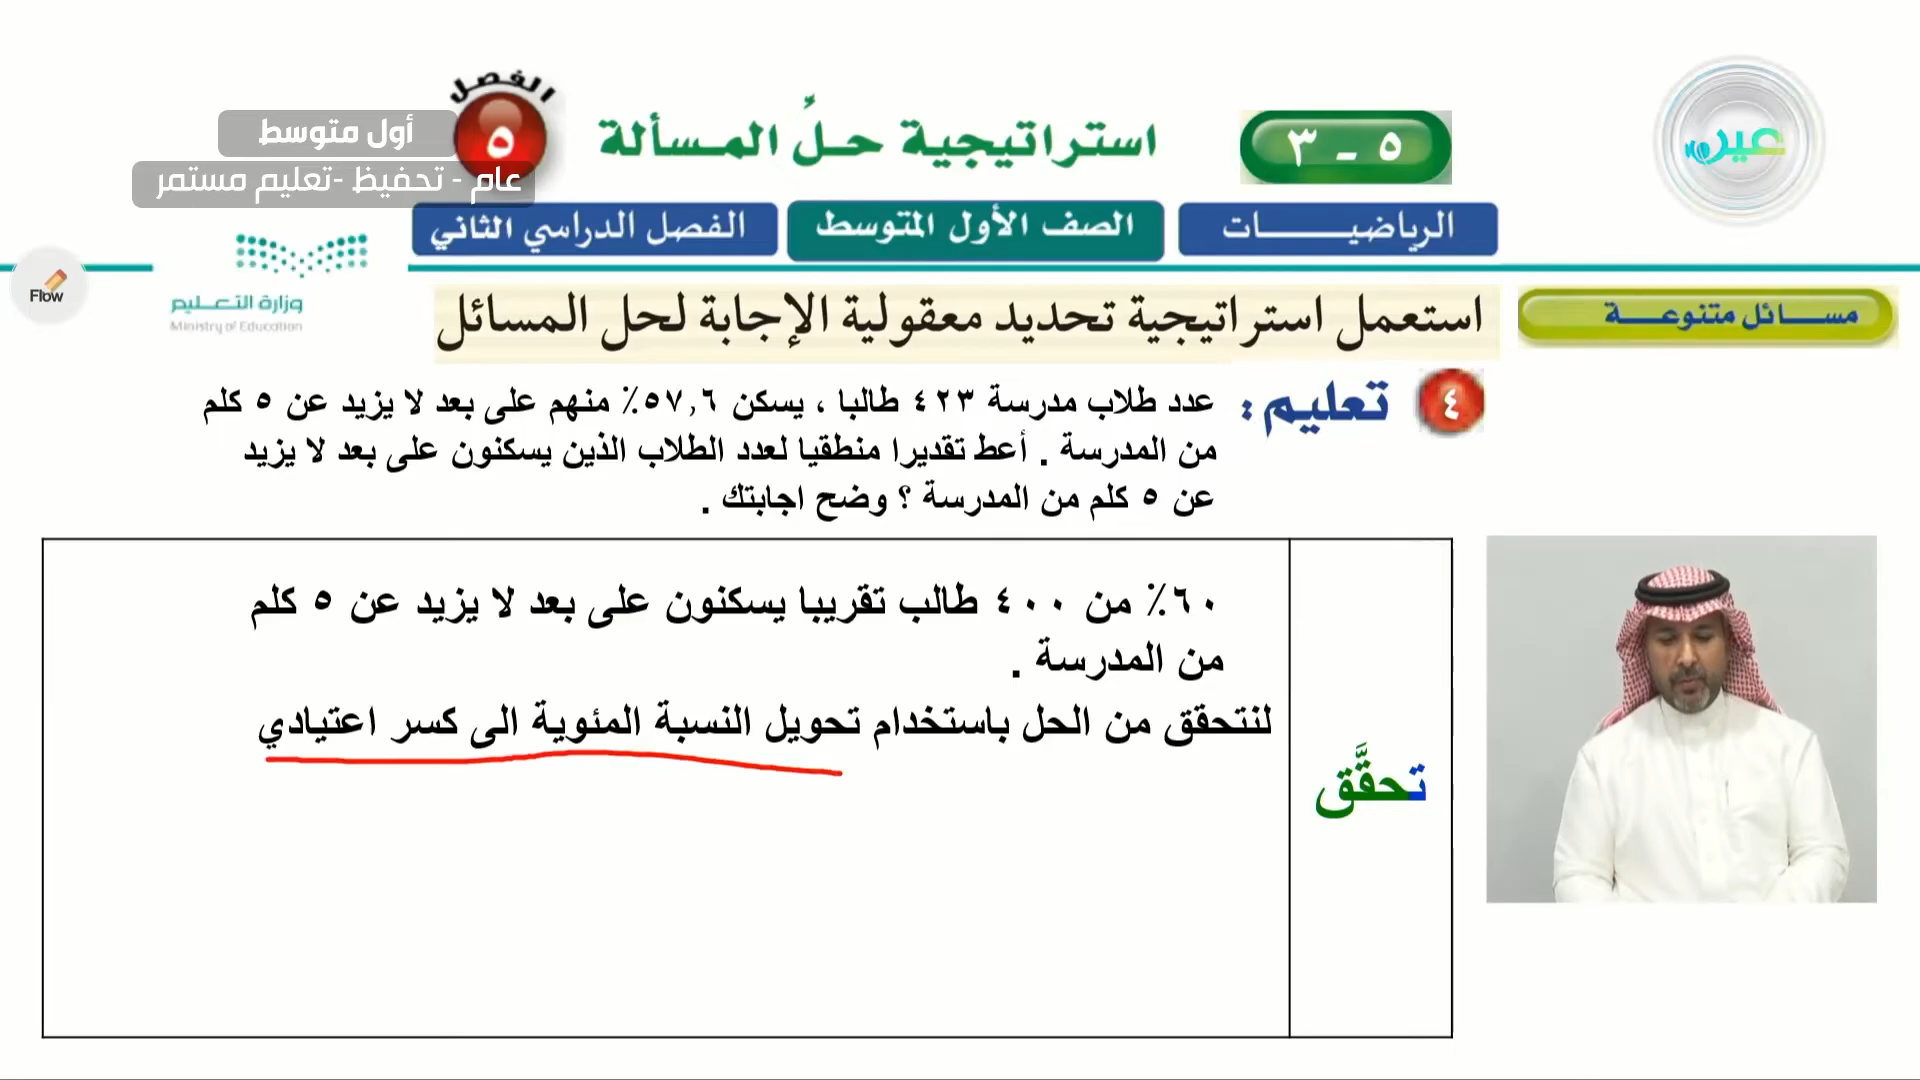 الفصل
٥
استراتيجية حلِّ المسألة
٥ - ٣
عين
أول متوسط
عام - تحفيظ -تعليم مستمر
الرياضيـــــــات
الصف الأول المتوسط
الفصل الدراسي الثاني
Flow
وزارة التعـــليم
Ministry of Education
مســـائل متنوعـــة
استعمل استراتيجية تحديد معقولية الإجابة لحل المسائل
٤
تعليم :
عدد طلاب مدرسة ٤٢٣ طالبا ، يسكن ٥٧,٦٪ منهم على بعد لا يزيد عن ٥ كلم
من المدرسة . أعط تقديرا منطقيا لعدد الطلاب الذين يسكنون على بعد لا يزيد
عن ٥ كلم من المدرسة ؟ وضح اجابتك .
تحقَّق
٦٠٪ من ٤٠٠ طالب تقريبا يسكنون على بعد لا يزيد عن ٥ كلم
من المدرسة .
لنتحقق من الحل باستخدام تحويل النسبة المئوية الى كسر اعتيادي